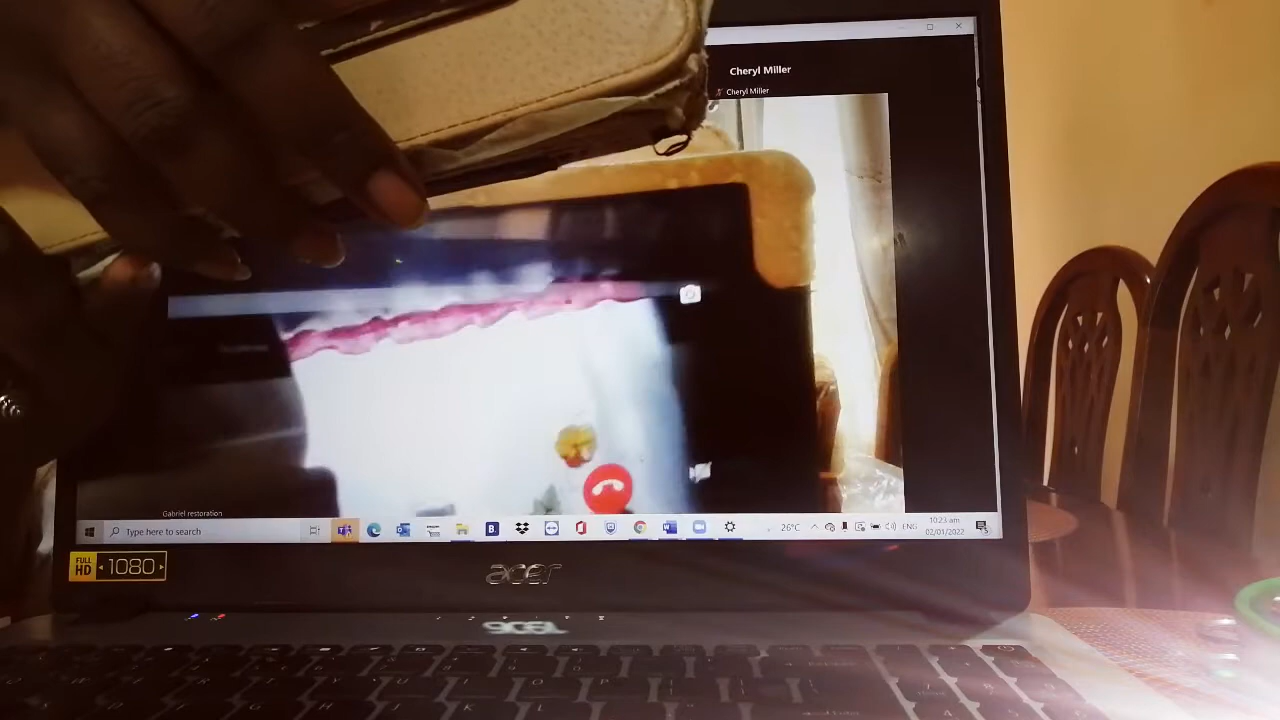 Cheryl Miller
Cheryl Miller
Gabriel restoration
Type here to search
26°C
ENG
10:23 am
02/01/2022
FULL HD 1080
acer